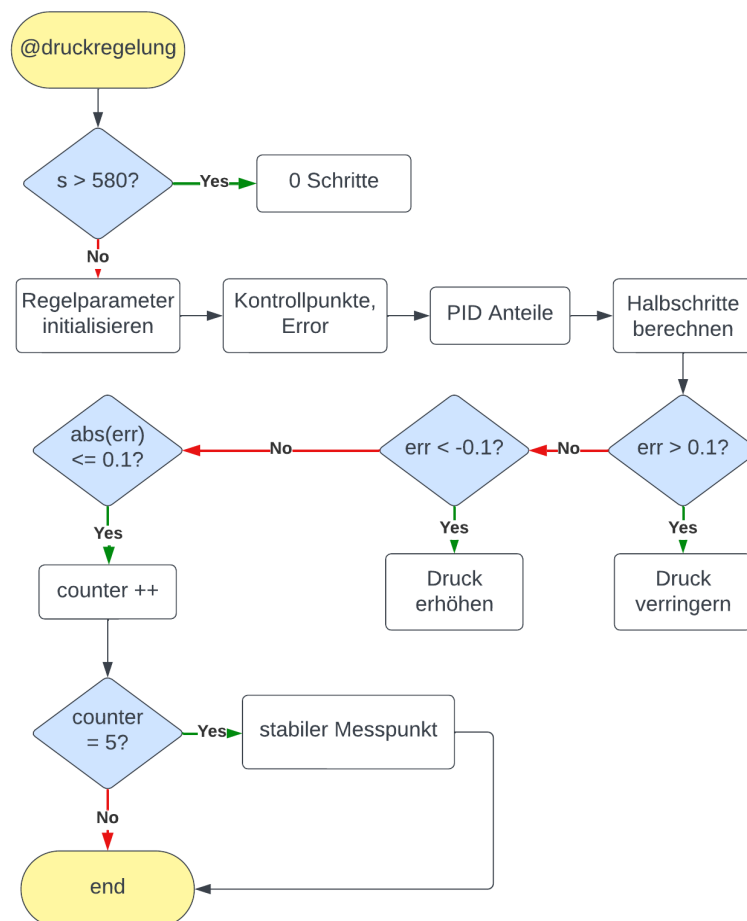 @druckregelung
s > 580?
Yes
0 Schritte
No
Regelparameter
initialisieren
Kontrollpunkte,
Error
PID Anteile
Halbschritte
berechnen
err > 0.1?
No
err < -0.1?
No
abs(err)
<= 0.1?
Yes
Yes
Yes
Druck
verringern
Druck
erhöhen
counter ++
counter
= 5?
Yes
stabiler Messpunkt
No
end